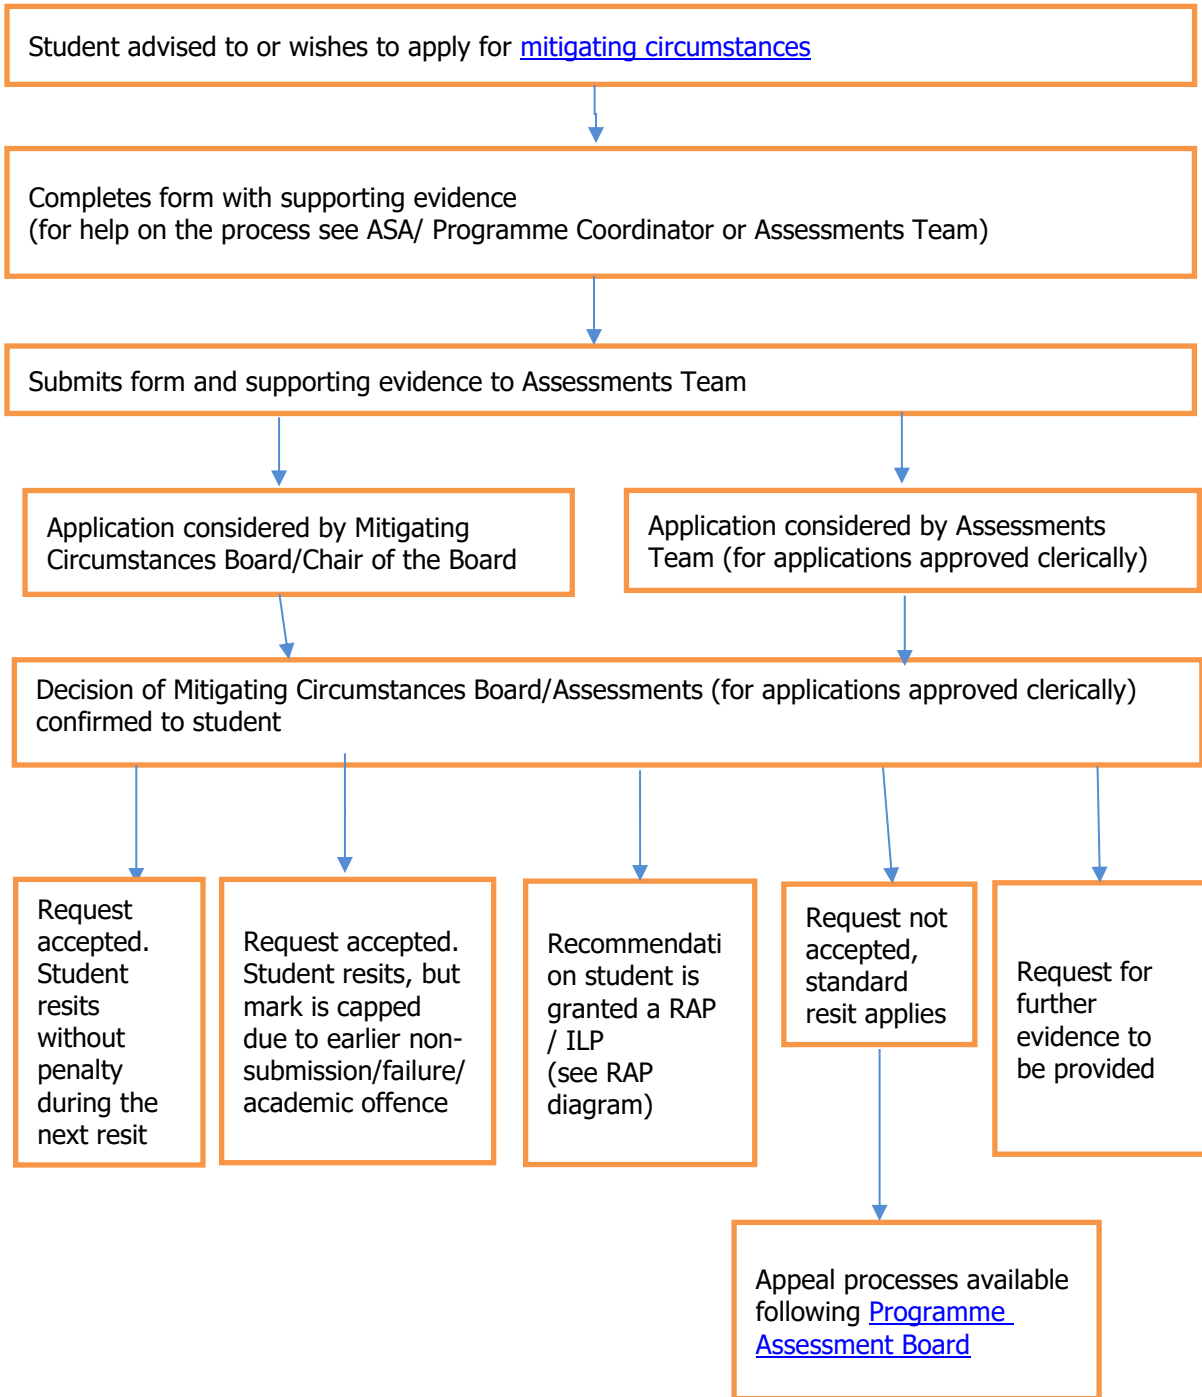 Student advised to or wishes to apply for mitigating circumstances
Completes form with supporting evidence
(for help on the process see ASA/ Programme Coordinator or Assessments Team)
Submits form and supporting evidence to Assessments Team
Application considered by Mitigating
Circumstances Board/Chair of the Board
Application considered by Assessments
Team (for applications approved clerically)
Decision of Mitigating Circumstances Board/Assessments (for applications approved clerically)
confirmed to student
Request
accepted.
Student
resits
without
penalty
during the
next resit
Request accepted.
Student resits, but
mark is capped
due to earlier non-
submission/failure/
academic offence
Recommendati
on student is
granted a RAP
/ ILP
(see RAP
diagram)
Request not
accepted,
standard
resit applies
Request for
further
evidence to
be provided
Appeal processes available
following Programme
Assessment Board